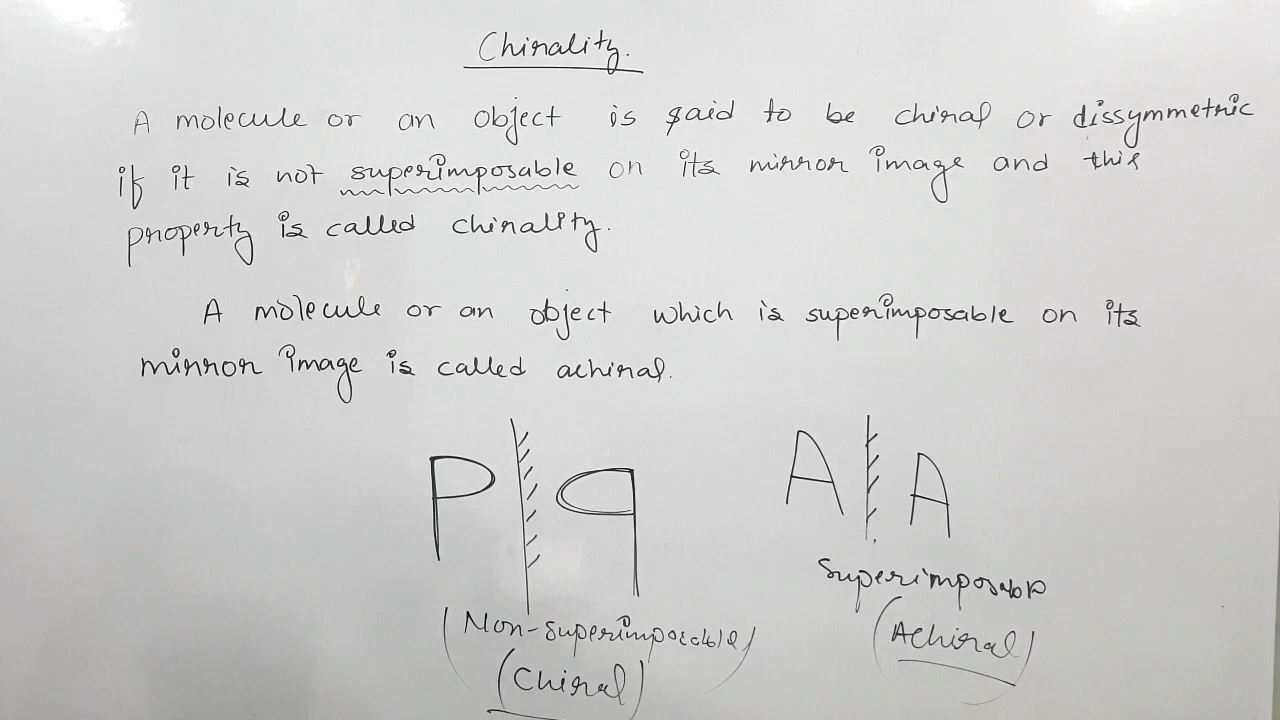 Chirality.
A molecule or an object is said to be chiral or dissymmetric
if it is not superimposable on its mirror image and this
property is called chirality.
A molecule or an object which is superimposable on its
mirror image is called achiral.
P | q A | A
Superimposable
(Non-superimposable)
(Achiral)
(Chiral)